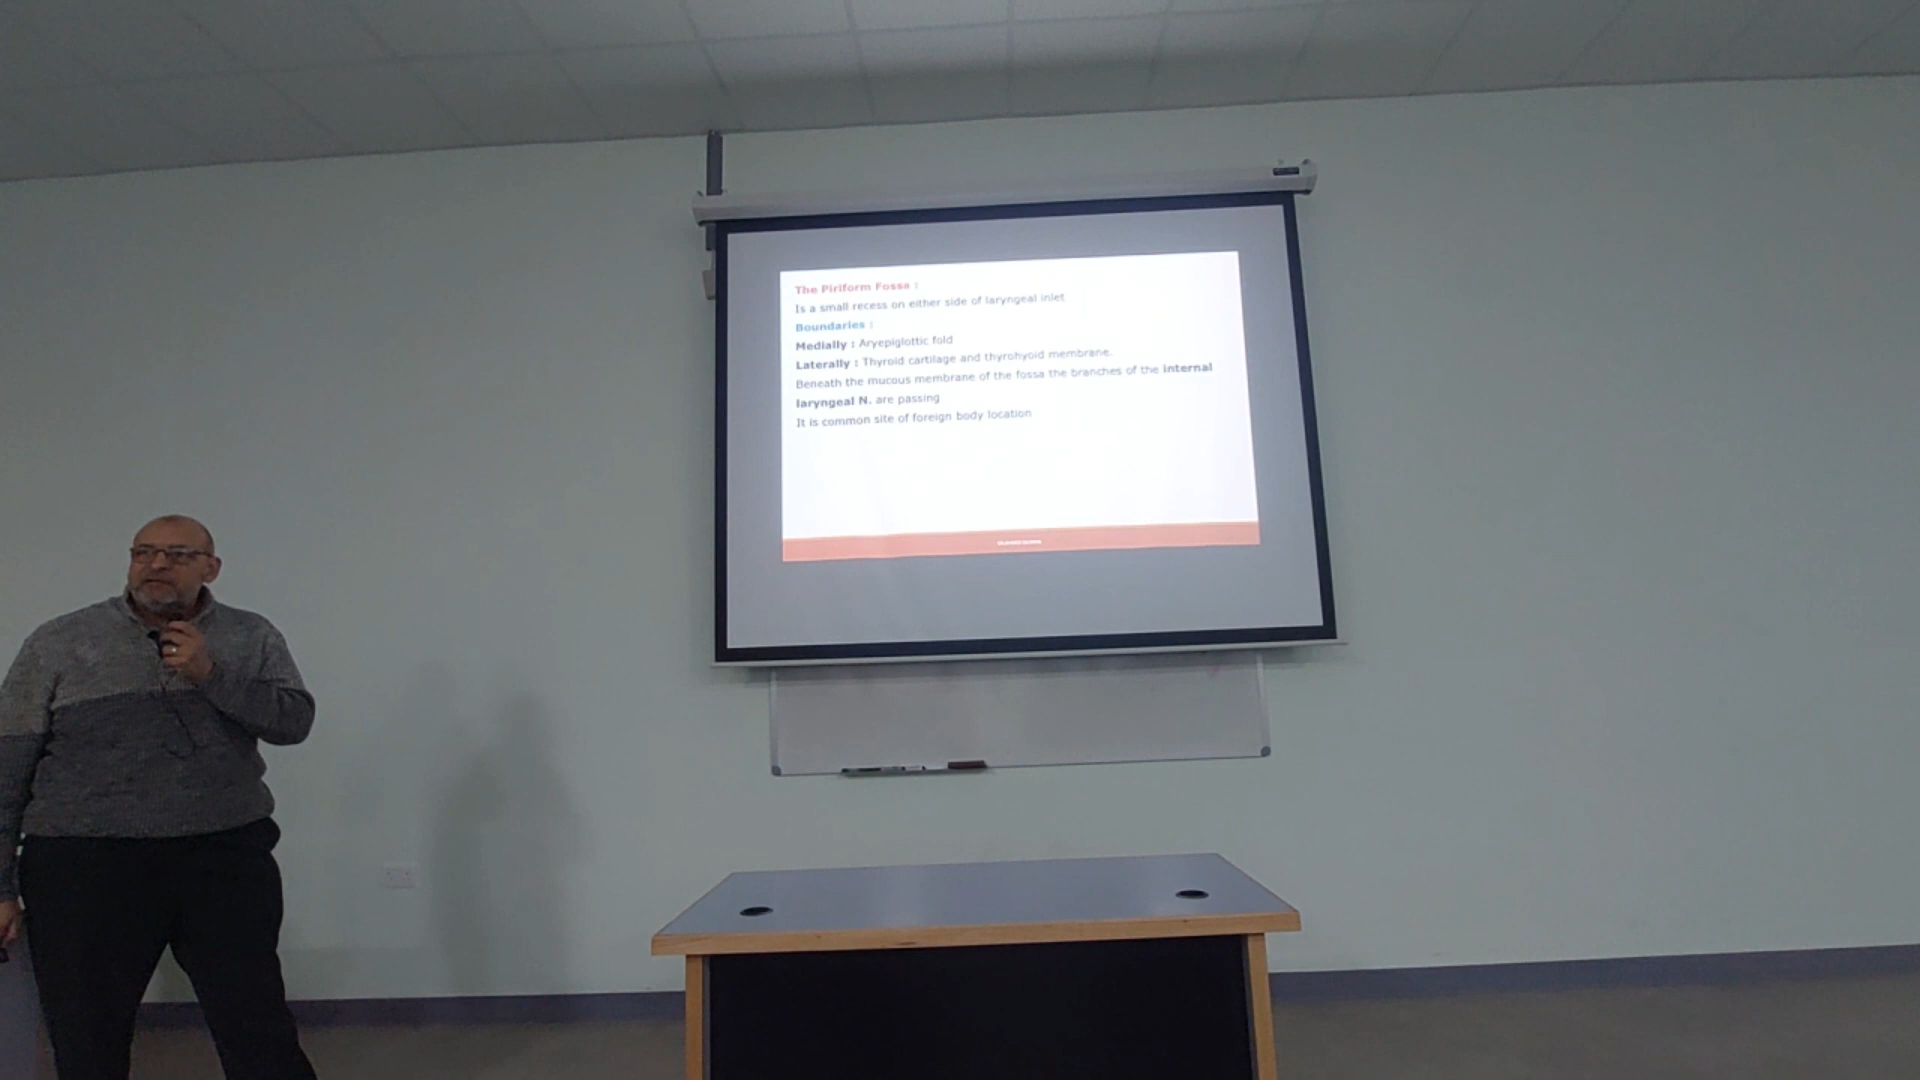 The Piriform Fossa :
Is a small recess on either side of laryngeal inlet
Boundaries :
Medially : Aryepiglottic fold
Laterally : Thyroid cartilage and thyrohyoid membrane.
Beneath the mucous membrane of the fossa the branches of the internal
laryngeal N. are passing
It is common site of foreign body location